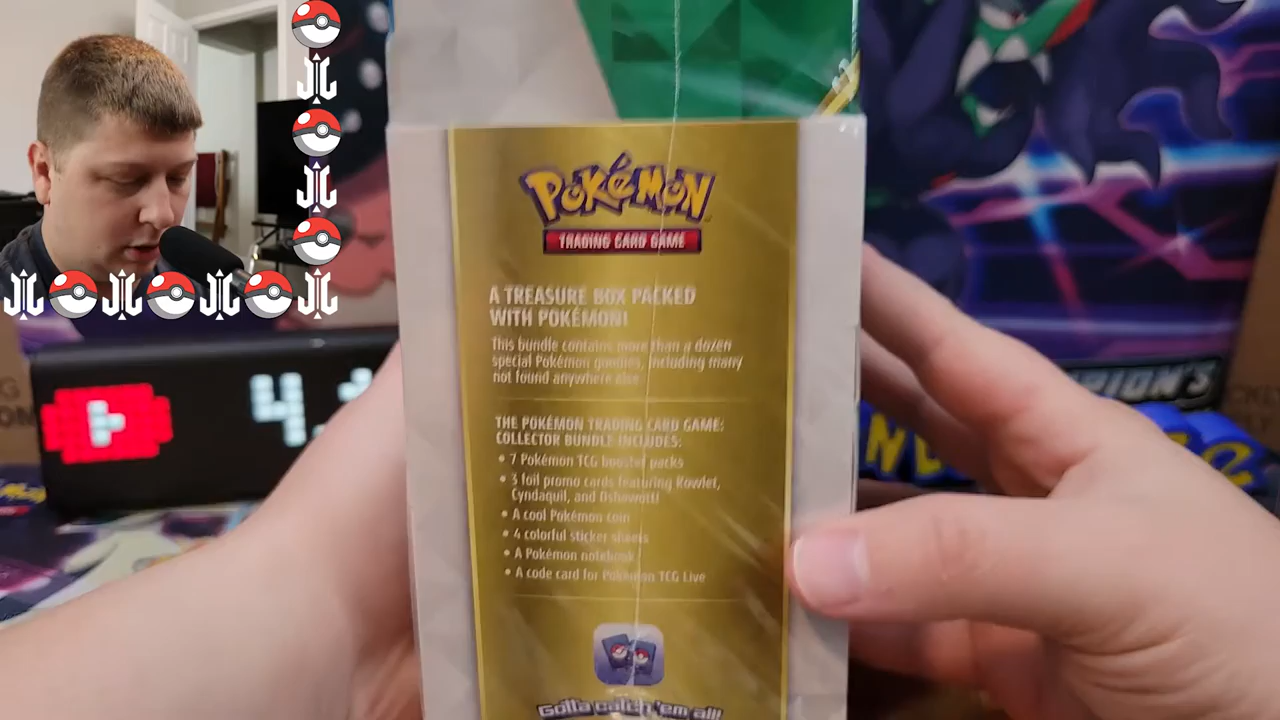 POKéMON
TRADING CARD GAME
A TREASURE BOX PACKED
WITH POKÉMON!
This bundle contains more than a dozen
special Pokémon goodies, including many
not found anywhere else.
THE POKÉMON TRADING CARD GAME:
COLLECTOR BUNDLE INCLUDES:
• 7 Pokémon TCG booster packs
• 3 foil promo cards featuring Rowlet,
Cyndaquil, and Oshawott!
• A cool Pokémon coin
• 4 colorful sticker sheets
• A Pokémon notebook
• A code card for Pokémon TCG Live
Gotta catch 'em all!
4.
PION'S